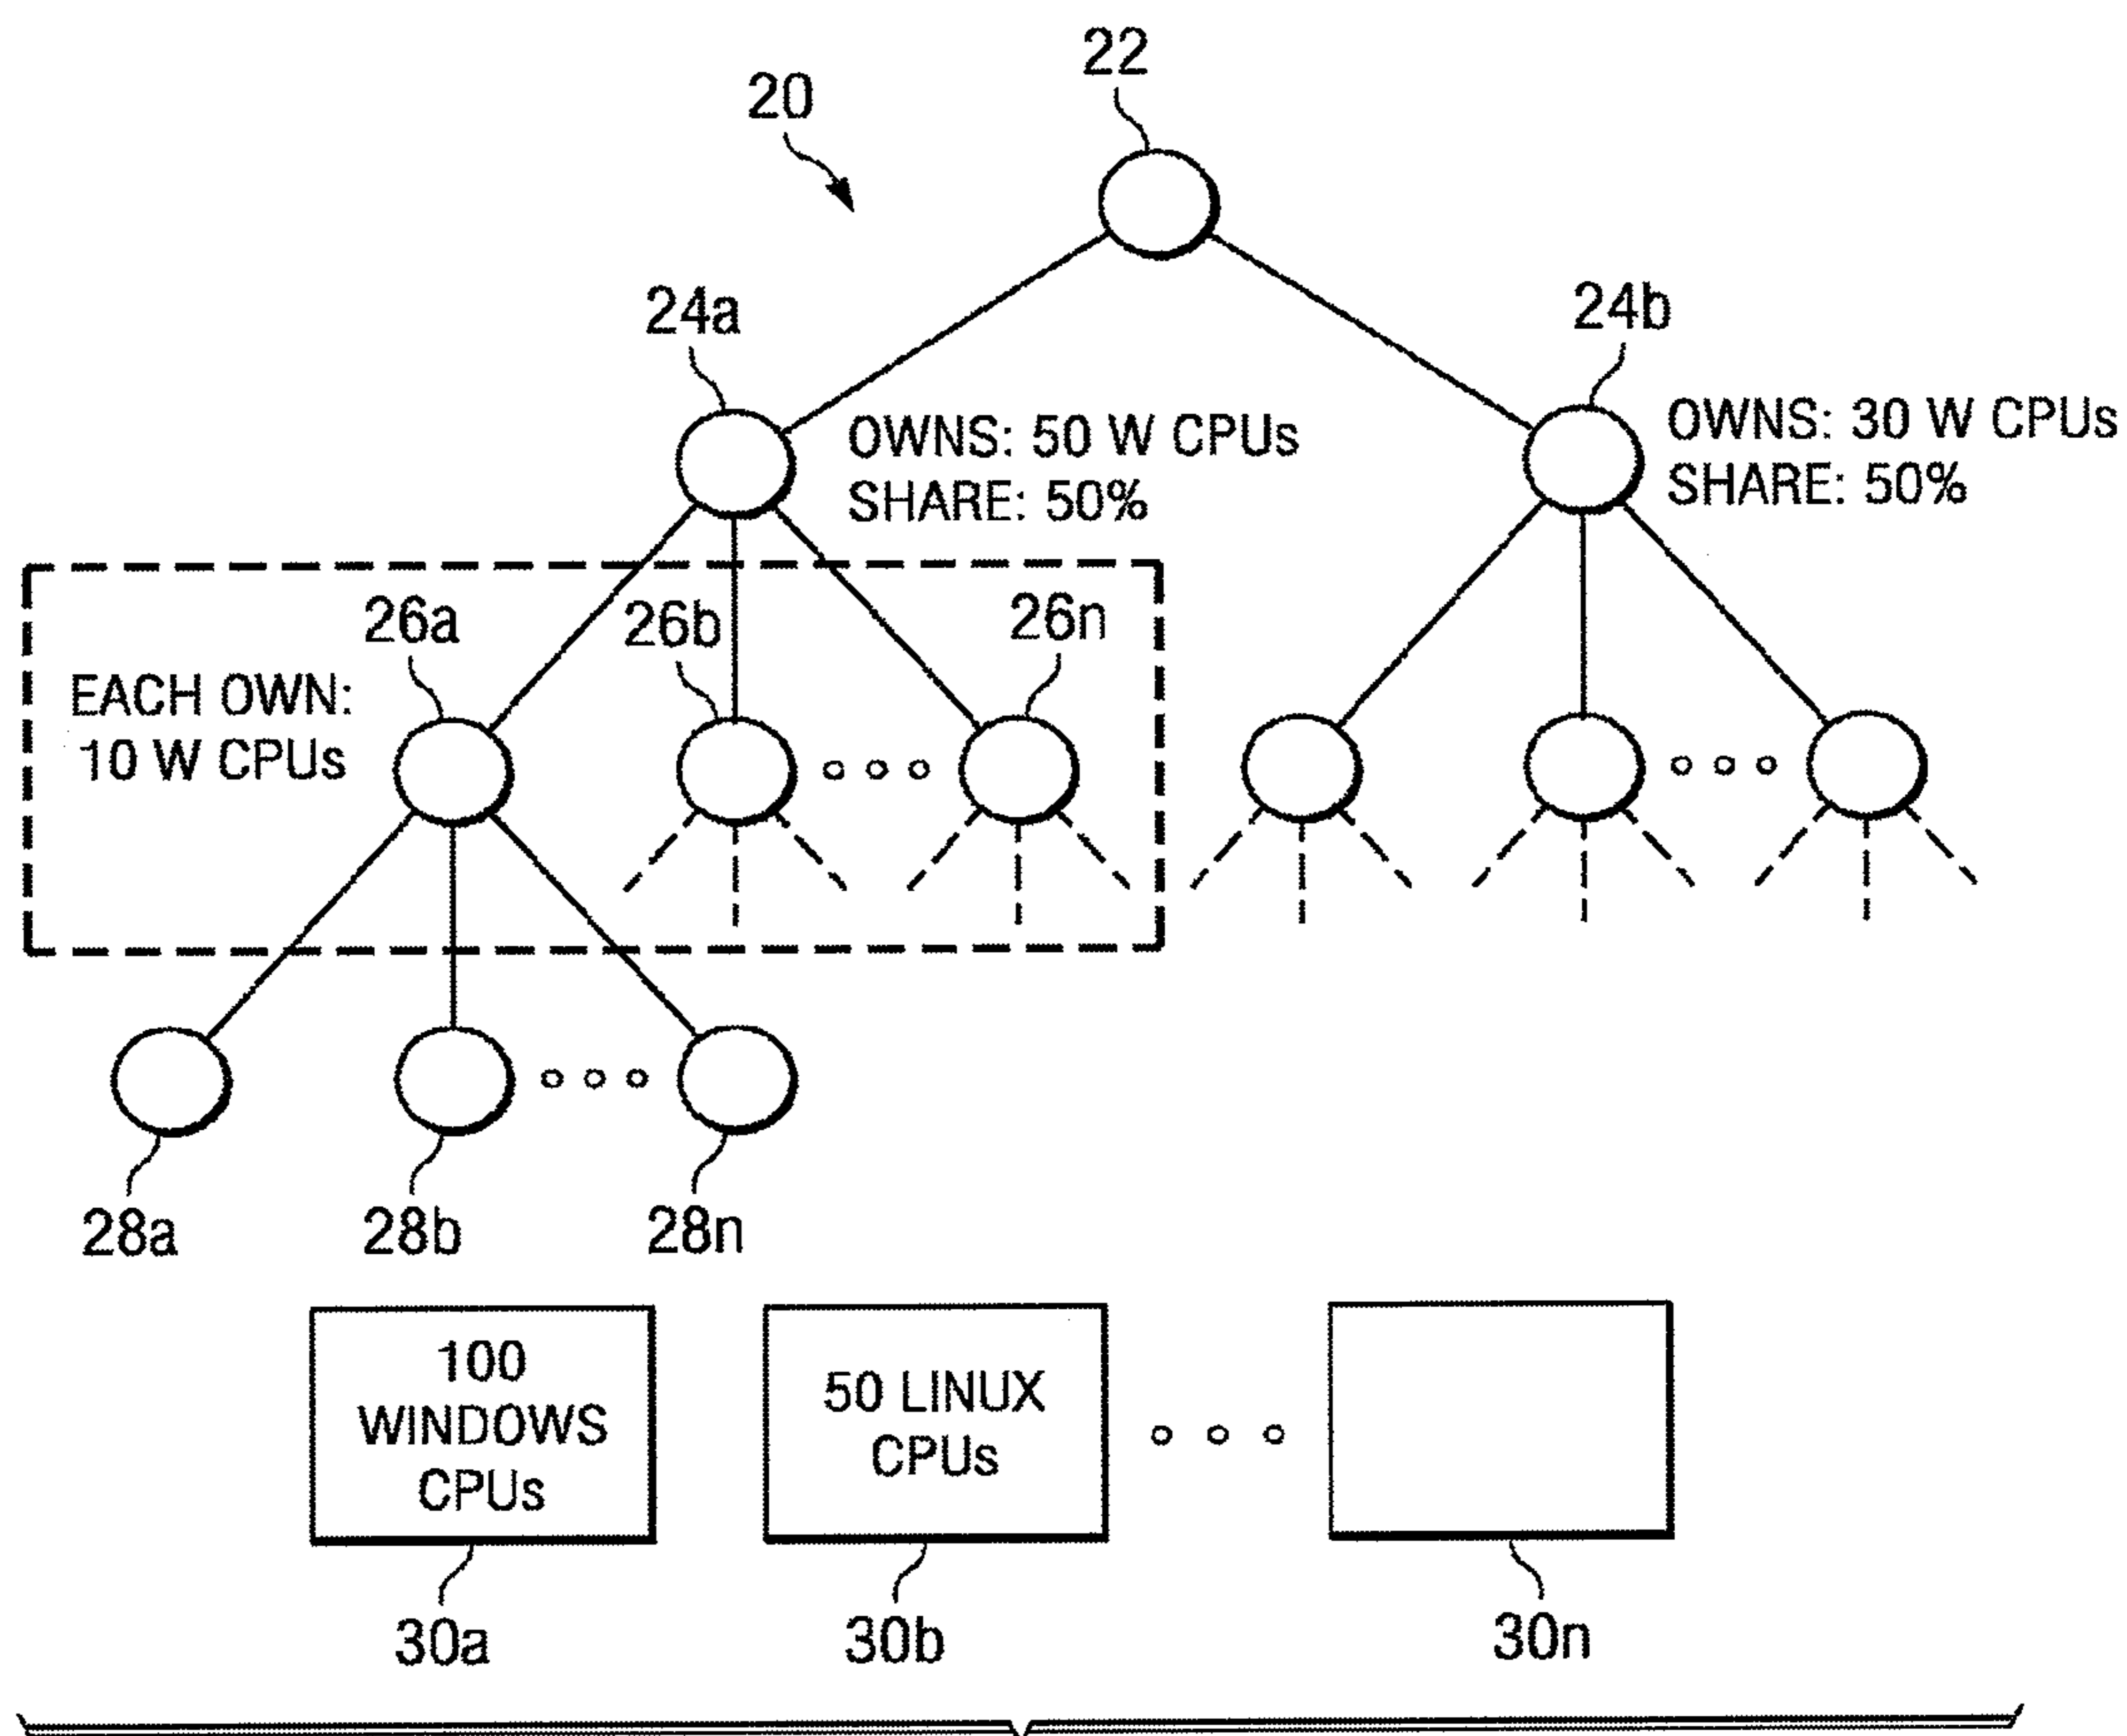 22
20
24a
24b
OWNS: 50 W CPUs
SHARE: 50%
OWNS: 30 W CPUs
SHARE: 50%
26a
26b
26n
EACH OWN:
10 W CPUs
28a
28b
28n
100
WINDOWS
CPUs
50 LINUX
CPUs
30a
30b
30n